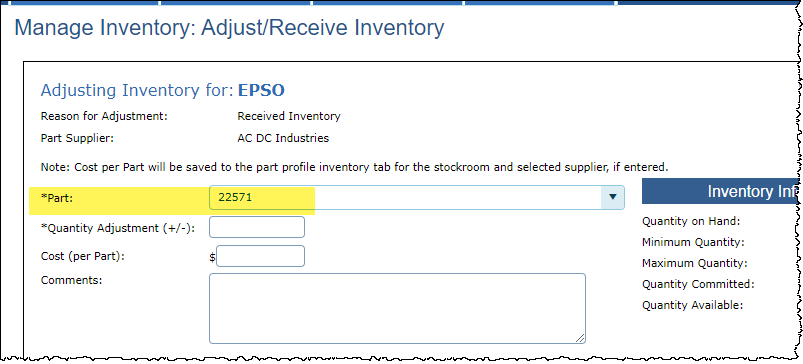 Manage Inventory: Adjust/Receive Inventory
Adjusting Inventory for: EPSO
Reason for Adjustment: Received Inventory
Part Supplier: AC DC Industries
Note: Cost per Part will be saved to the part profile inventory tab for the stockroom and selected supplier, if entered.
*Part: 22571
*Quantity Adjustment (+/-):
Cost (per Part): $
Comments:
Inventory
Quantity on Hand:
Minimum Quantity:
Maximum Quantity:
Quantity Committed:
Quantity Available: